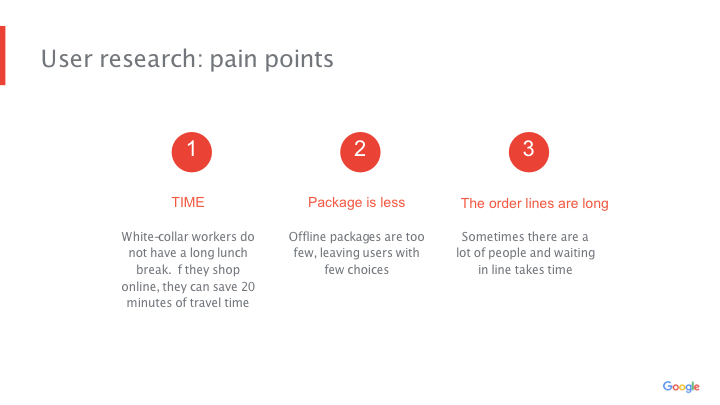 User research: pain points
1
2
3
TIME
Package is less
The order lines are long
White-collar workers do
not have a long lunch
break.  f they shop
online, they can save 20
minutes of travel time
Offline packages are too
few, leaving users with
few choices
Sometimes there are a
lot of people and waiting
in line takes time
Google